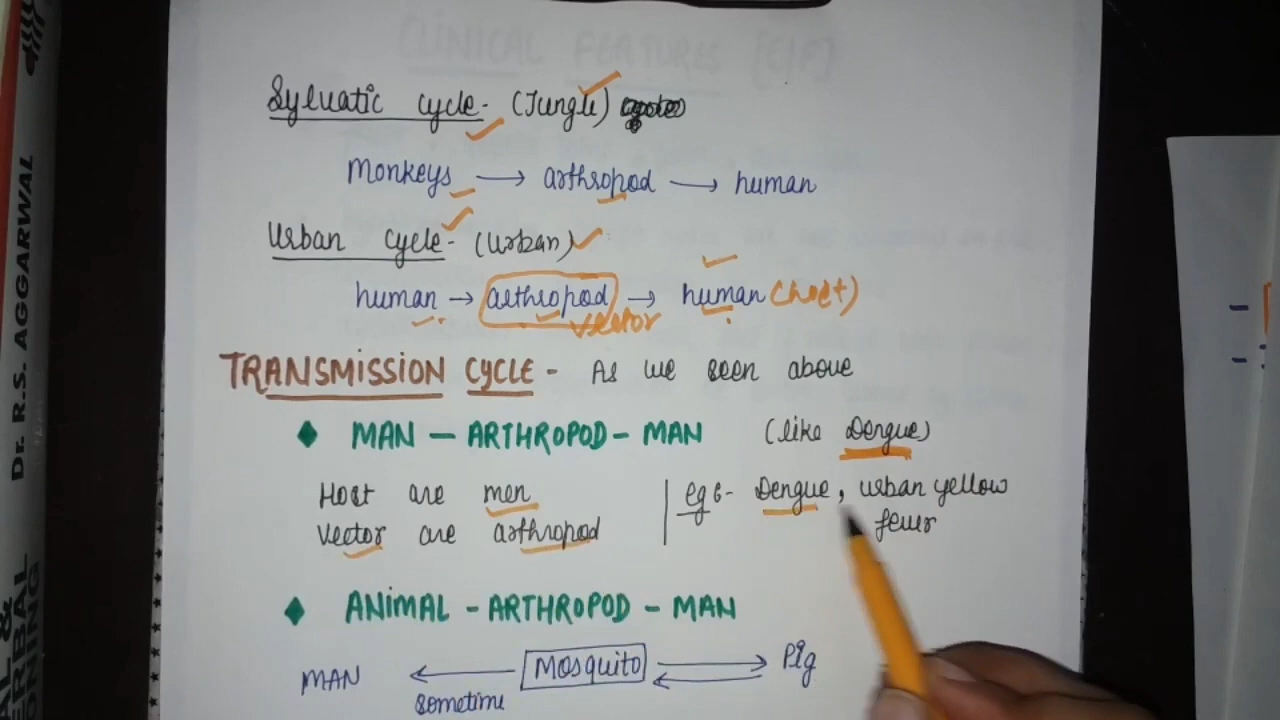 CLINICAL FEATURES (C/F)
Sylvatic cycle- (Jungle)
Monkeys → arthropod → human
Urban cycle- (Urban)
human → arthropod → human (host)
vector
TRANSMISSION CYCLE - As we seen above
♦ MAN — ARTHROPOD - MAN (like Dengue)
Host are men | eg:- Dengue, urban yellow
Vector are arthropod fever
♦ ANIMAL - ARTHROPOD - MAN
MAN ← Mosquito ⇄ Pig
sometime
Dr. R.S. AGGARWAL